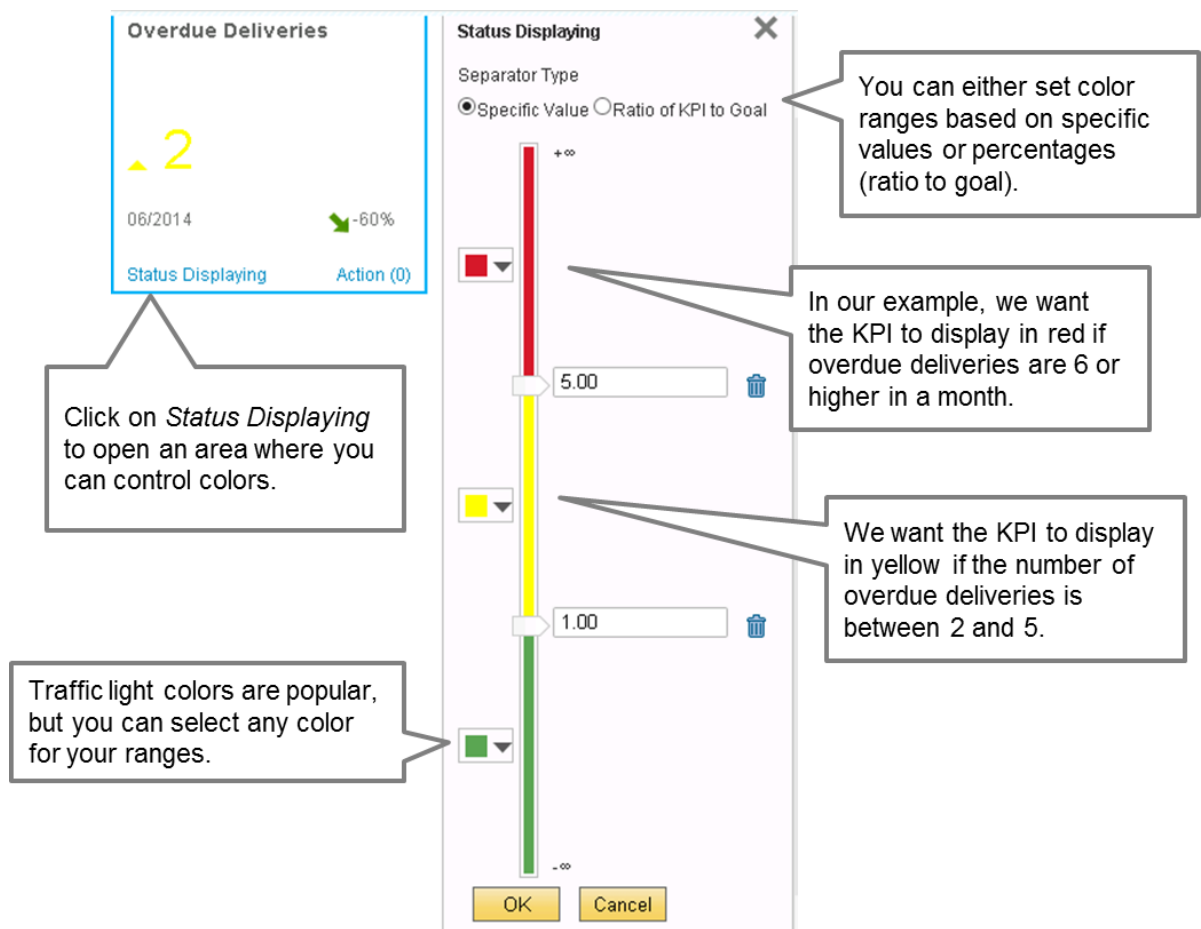 Overdue Deliveries
2
06/2014
-60%
Status Displaying
Action (0)
Click on Status Displaying
to open an area where you
can control colors.
Traffic light colors are popular,
but you can select any color
for your ranges.
Status Displaying
Separator Type
Specific Value
Ratio of KPI to Goal
+∞
5.00
1.00
-∞
OK
Cancel
You can either set color
ranges based on specific
values or percentages
(ratio to goal).
In our example, we want
the KPI to display in red if
overdue deliveries are 6 or
higher in a month.
We want the KPI to display
in yellow if the number of
overdue deliveries is
between 2 and 5.